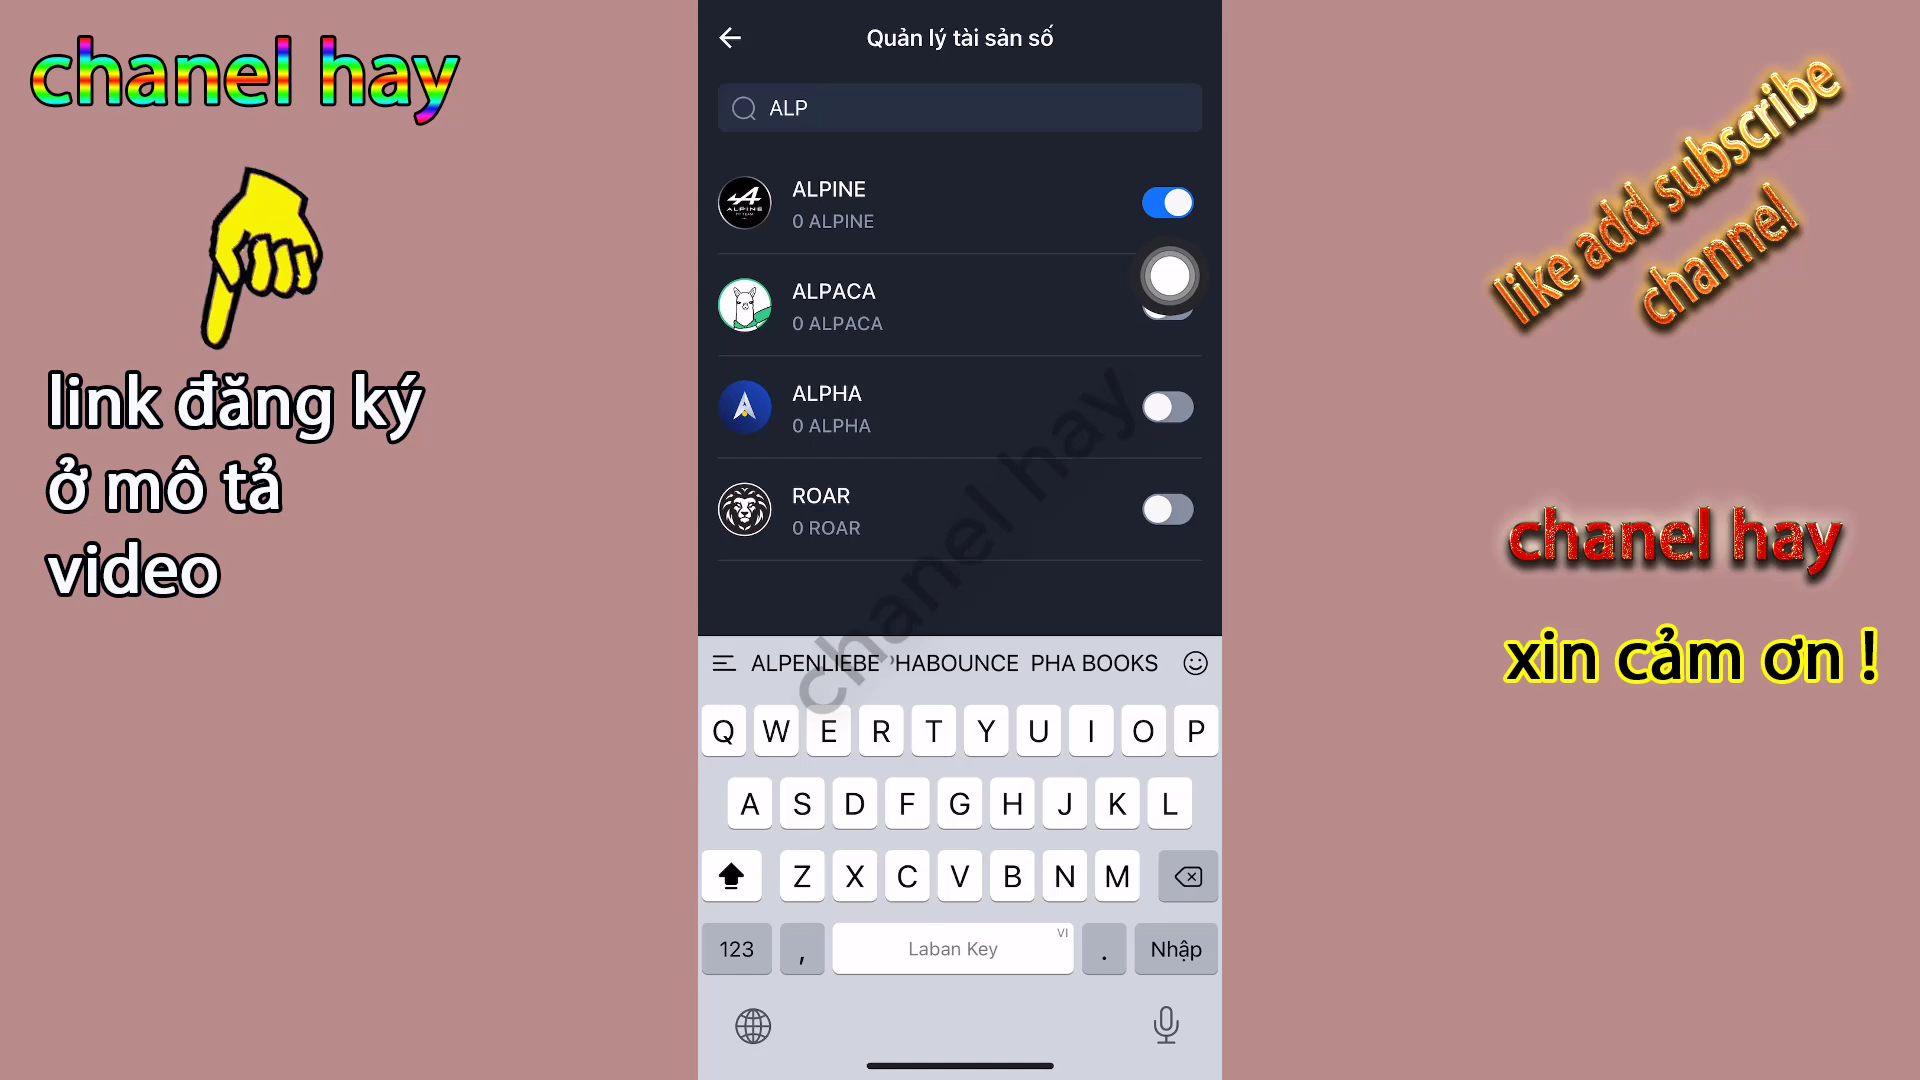 chanel hay
link đăng ký
ở mô tả
video
Quản lý tài sản số
ALP
ALPINE
ALPINE
0 ALPINE
ALPACA
0 ALPACA
ALPHA
0 ALPHA
ROAR
0 ROAR
chanel hay
ALPENLIEBE HABOUNCE PHA BOOKS
Q W E R T Y U I O P
A S D F G H J K L
Z X C V B N M
123 , Laban Key VI . Nhập
like add subscribe
channel
chanel hay
xin cảm ơn !